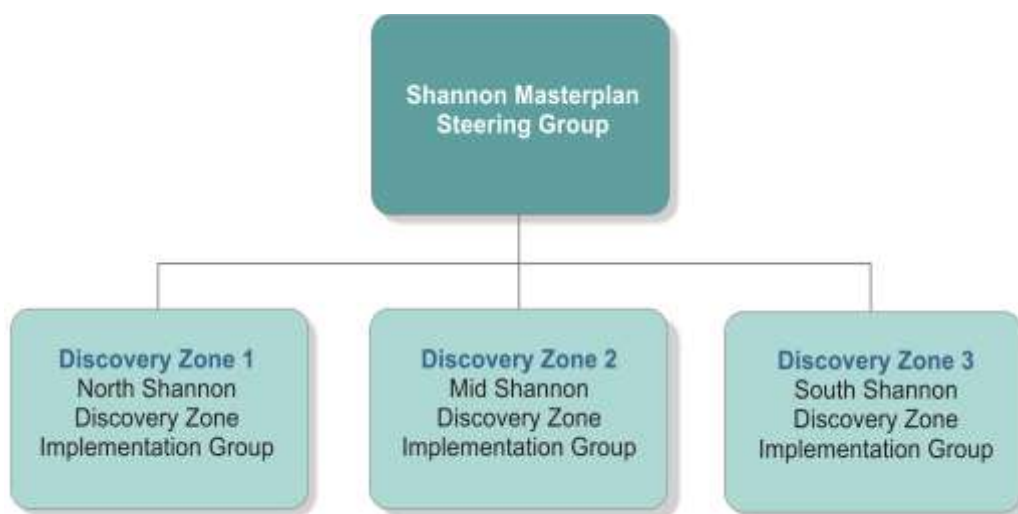 Shannon Masterplan
Steering Group
Discovery Zone 1
North Shannon
Discovery Zone
Implementation Group
Discovery Zone 2
Mid Shannon
Discovery Zone
Implementation Group
Discovery Zone 3
South Shannon
Discovery Zone
Implementation Group